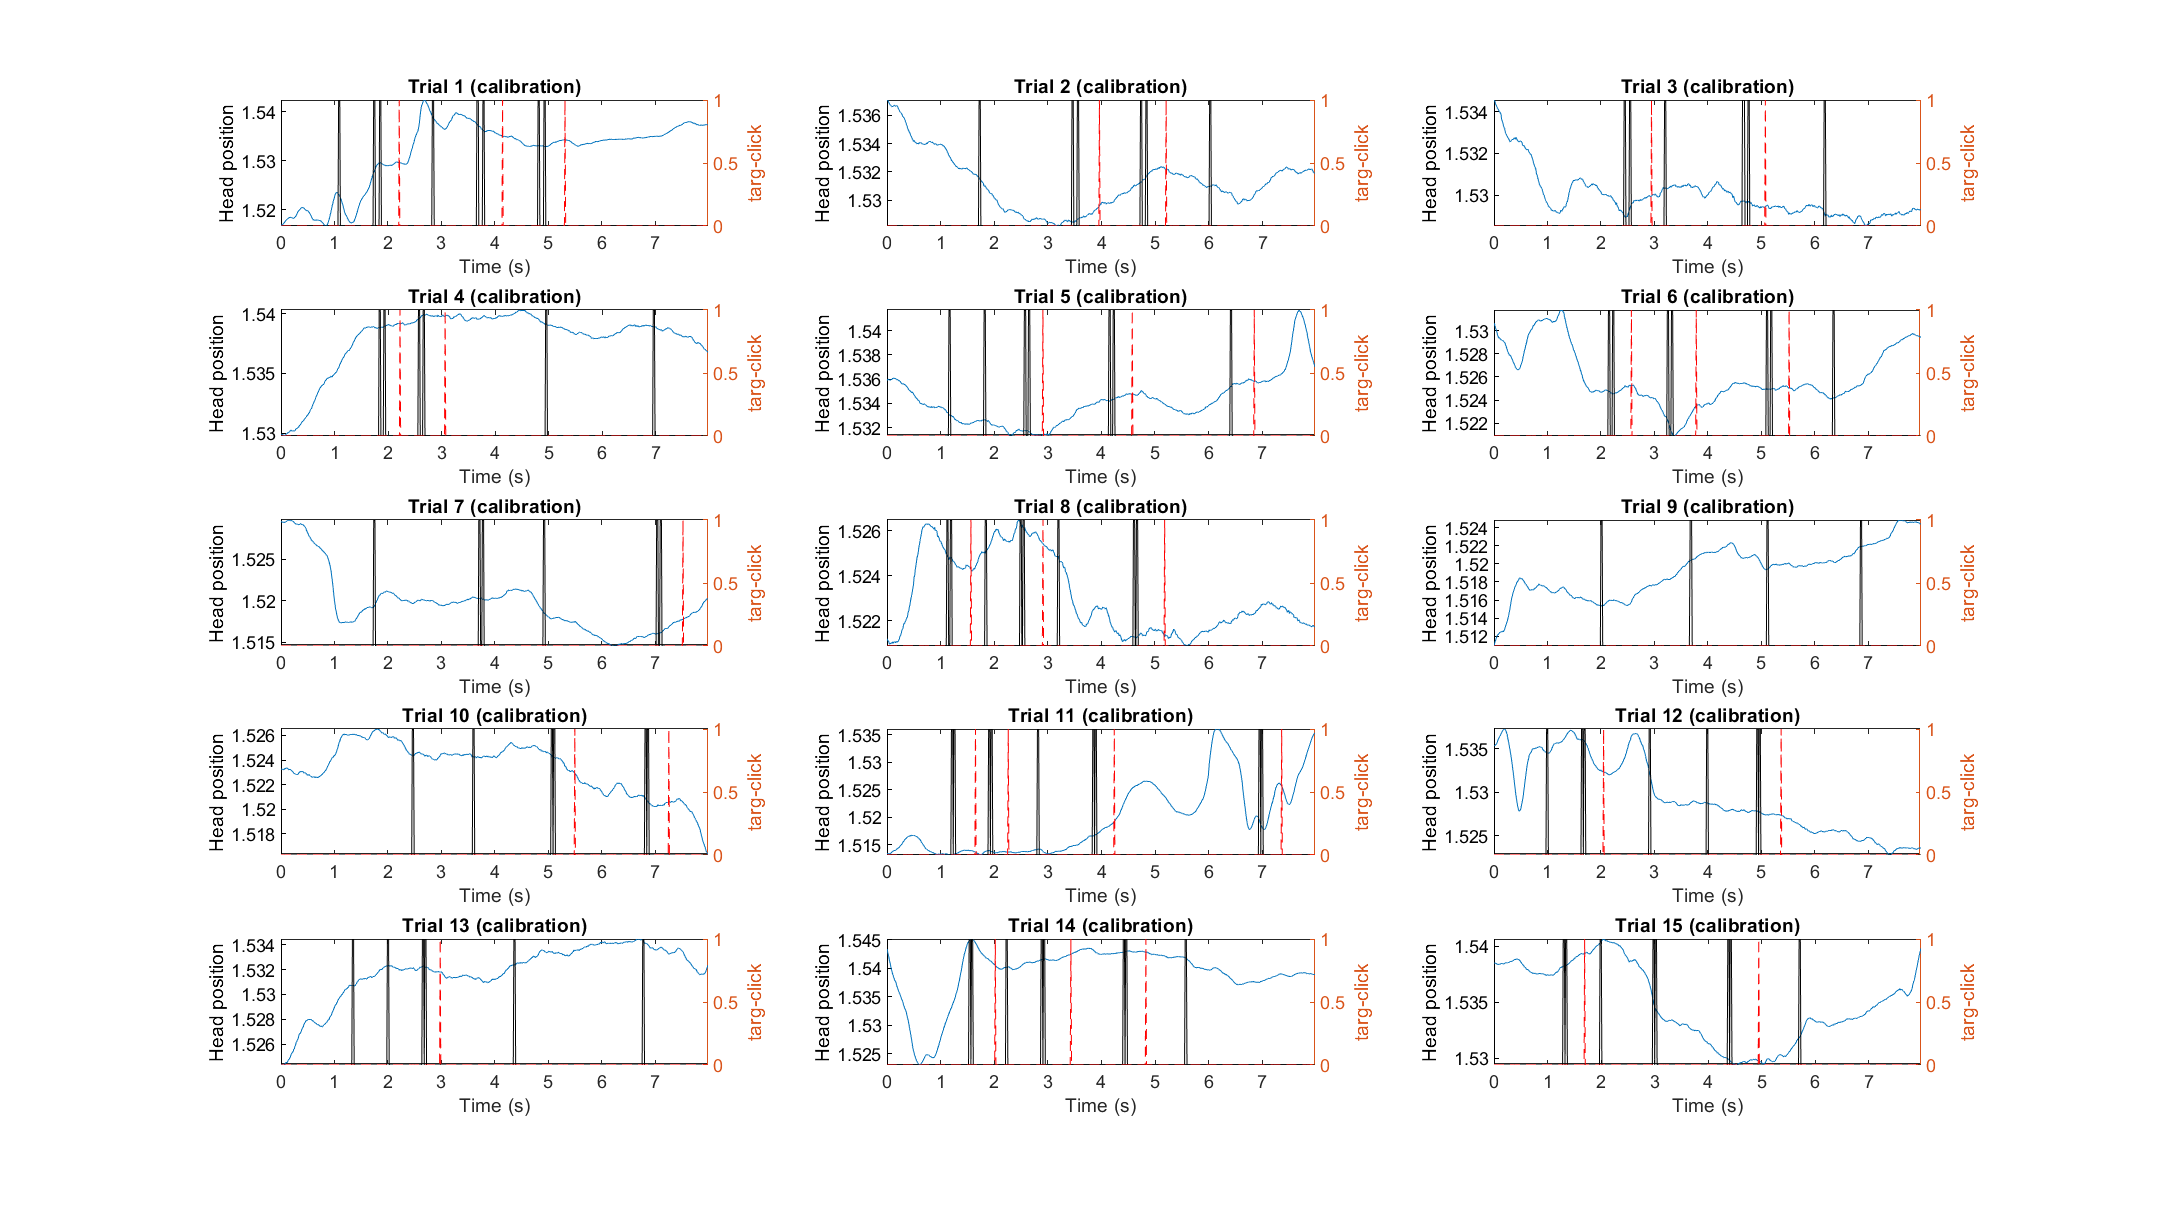 Trial 1 (calibration)
Head position
1.54
1.53
1.52
1
0.5
0
targ-click
0 1 2 3 4 5 6 7
Time (s)
Trial 2 (calibration)
Head position
1.536
1.534
1.532
1.53
1
0.5
0
targ-click
0 1 2 3 4 5 6 7
Time (s)
Trial 3 (calibration)
Head position
1.534
1.532
1.53
1
0.5
0
targ-click
0 1 2 3 4 5 6 7
Time (s)
Trial 4 (calibration)
Head position
1.54
1.535
1.53
1
0.5
0
targ-click
0 1 2 3 4 5 6 7
Time (s)
Trial 5 (calibration)
Head position
1.54
1.538
1.536
1.534
1.532
1
0.5
0
targ-click
0 1 2 3 4 5 6 7
Time (s)
Trial 6 (calibration)
Head position
1.53
1.528
1.526
1.524
1.522
1
0.5
0
targ-click
0 1 2 3 4 5 6 7
Time (s)
Trial 7 (calibration)
Head position
1.525
1.52
1.515
1
0.5
0
targ-click
0 1 2 3 4 5 6 7
Time (s)
Trial 8 (calibration)
Head position
1.526
1.524
1.522
1
0.5
0
targ-click
0 1 2 3 4 5 6 7
Time (s)
Trial 9 (calibration)
Head position
1.524
1.522
1.52
1.518
1.516
1.514
1.512
1
0.5
0
targ-click
0 1 2 3 4 5 6 7
Time (s)
Trial 10 (calibration)
Head position
1.526
1.524
1.522
1.52
1.518
1
0.5
0
targ-click
0 1 2 3 4 5 6 7
Time (s)
Trial 11 (calibration)
Head position
1.535
1.53
1.525
1.52
1.515
1
0.5
0
targ-click
0 1 2 3 4 5 6 7
Time (s)
Trial 12 (calibration)
Head position
1.535
1.53
1.525
1
0.5
0
targ-click
0 1 2 3 4 5 6 7
Time (s)
Trial 13 (calibration)
Head position
1.534
1.532
1.53
1.528
1.526
1
0.5
0
targ-click
0 1 2 3 4 5 6 7
Time (s)
Trial 14 (calibration)
Head position
1.545
1.54
1.535
1.53
1.525
1
0.5
0
targ-click
0 1 2 3 4 5 6 7
Time (s)
Trial 15 (calibration)
Head position
1.54
1.535
1.53
1
0.5
0
targ-click
0 1 2 3 4 5 6 7
Time (s)